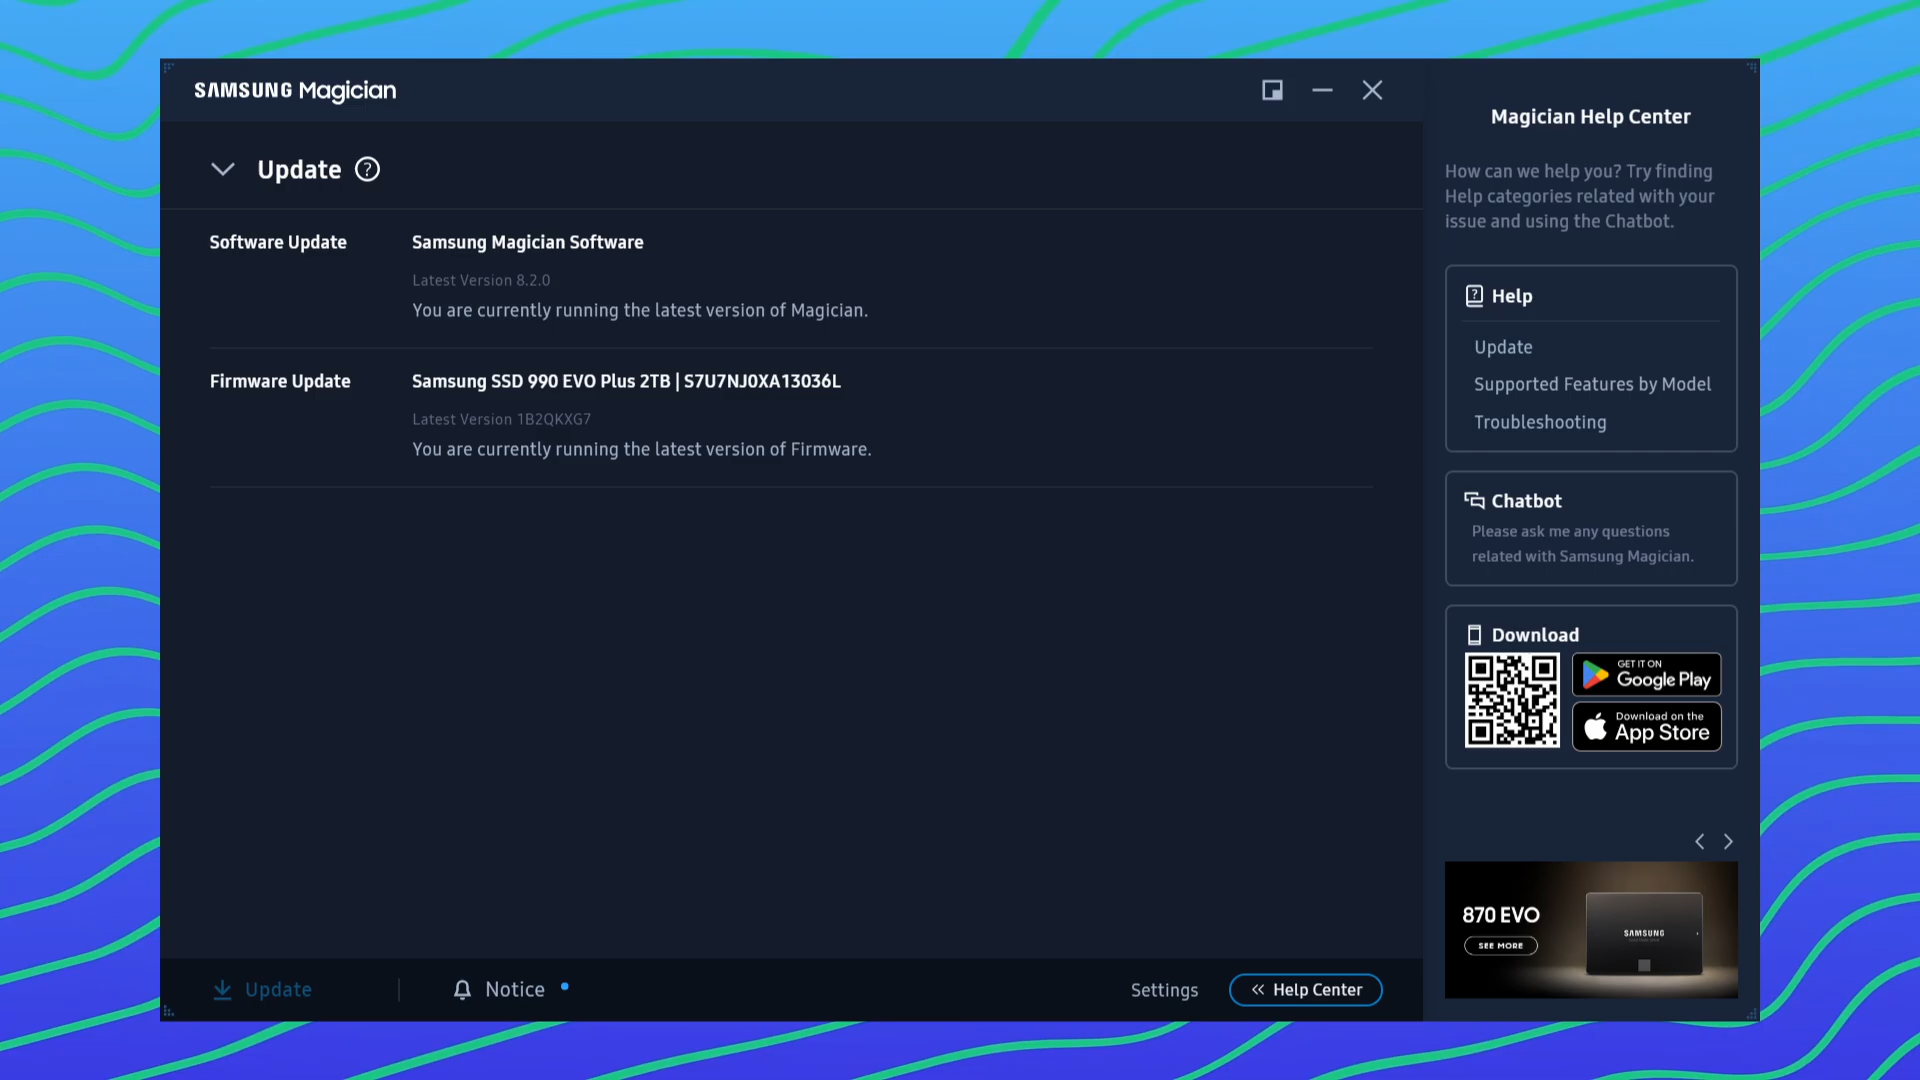 SAMSUNG Magician
Update ?
Software Update
Samsung Magician Software
Latest Version 8.2.0
You are currently running the latest version of Magician.
Firmware Update
Samsung SSD 990 EVO Plus 2TB | S7U7NJ0XA13036L
Latest Version 1B2QKXG7
You are currently running the latest version of Firmware.
Update
Notice
Settings
Help Center
Magician Help Center
How can we help you? Try finding
Help categories related with your
issue and using the Chatbot.
Help
Update
Supported Features by Model
Troubleshooting
Chatbot
Please ask me any questions
related with Samsung Magician.
Download
GET IT ON
Google Play
Download on the
App Store
870 EVO
SEE MORE
SAMSUNG